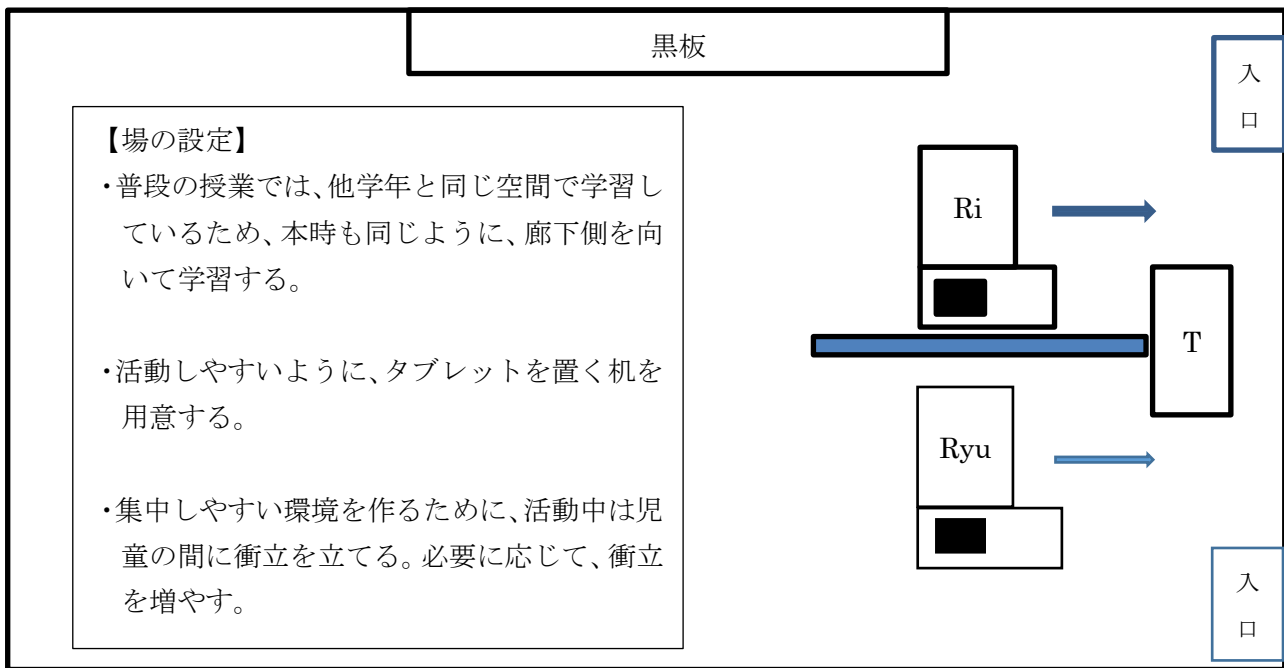 黒板
入
口
【場の設定】
・普段の授業では、他学年と同じ空間で学習し
ているため、本時も同じように、廊下側を向
いて学習する。
・活動しやすいように、タブレットを置く机を
用意する。
・集中しやすい環境を作るために、活動中は児
童の間に衝立を立てる。必要に応じて、衝立
を増やす。
Ri
T
Ryu
入
口